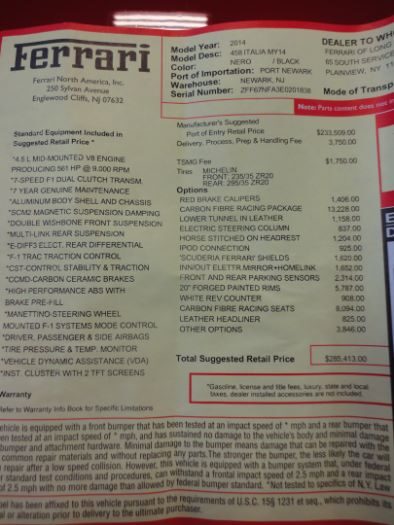 Ferrari
Ferrari North America, Inc.
250 Sylvan Avenue
Englewood Cliffs, NJ 07632
Model Year: 2014
Model Desc: 458 ITALIA MY14
Color: NERO / BLACK
Port of Importation: PORT NEWARK
Warehouse: NEWARK, NJ
Serial Number:
DEALER TO WH
FERRARI OF LONG
65 SOUTH SERVICE
PLAINVIEW, NY 11
Mode of Transp
Note: Parts content does not
Standard Equipment Included in
Suggested Retail Price *
*4.5 L MID-MOUNTED V8 ENGINE
PRODUCING 561 HP @ 9,000 RPM
*7-SPEED F1 DUAL CLUTCH TRANSM.
*7 YEAR GENUINE MAINTENANCE
*ALUMINUM BODY SHELL AND CHASSIS
*SCM2 MAGNETIC SUSPENSION DAMPING
*DOUBLE WISHBONE FRONT SUSPENSION
*MULTI-LINK REAR SUSPENSION
*E-DIFF3 ELECT. REAR DIFFERENTIAL
*F-1 TRAC TRACTION CONTROL
*CST-CONTROL STABILITY & TRACTION
*CCMD-CARBON CERAMIC BRAKES
*HIGH PERFORMANCE ABS WITH
BRAKE PRE-FILL
*MANETTINO-STEERING WHEEL
MOUNTED F-1 SYSTEMS MODE CONTROL
*DRIVER, PASSENGER & SIDE AIRBAGS
*TIRE PRESSURE & TEMP. MONITOR
*VEHICLE DYNAMIC ASSISTANCE (VDA)
*INST. CLUSTER WITH 2 TFT SCREENS
Manufacturer's Suggested
Port of Entry Retail Price $233,509.00
Delivery, Process, Prep & Handling Fee 3,750.00
TSMG Fee $1,750.00
Tires MICHELIN
FRONT: 235/35 ZR20
REAR: 295/35 ZR20
Options
RED BRAKE CALIPERS 1,406.00
CARBON FIBRE RACING PACKAGE 13,228.00
LOWER TUNNEL IN LEATHER 1,158.00
ELECTRIC STEERING COLUMN 837.00
HORSE STITCHED ON HEADREST 1,204.00
IPOD CONNECTION 925.00
'SCUDERIA FERRARI' SHIELDS 1,620.00
INN/OUT ELETTR.MIRROR+HOMELINK 1,652.00
FRONT AND REAR PARKING SENSORS 2,314.00
20" FORGED PAINTED RIMS 5,787.00
WHITE REV COUNTER 908.00
CARBON FIBRE RACING SEATS 9,094.00
LEATHER HEADLINER 825.00
OTHER OPTIONS 3,846.00
Total Suggested Retail Price $285,413.00
*Gasoline, license and title fees, luxury, state and local
taxes, dealer installed accessories are not included.
Warranty
Refer to Warranty Info Book for Specific Limitations
ehicle is equipped with a front bumper that has been tested at an impact speed of * mph and a rear bumper that
en tested at an impact speed of * mph, and has sustained no damage to the vehicle's body and minimal damage
bumper and attachment hardware. Minimal damage to the bumper means damage that can be repaired with the
common repair materials and without replacing any parts. The stronger the bumper, the less likely the car will
repair after a low speed collision. However, this vehicle is equipped with a bumper system that, under federal
standard test conditions and procedures, can withstand a frontal impact speed of 2.5 mph and a rear impact
of 2.5 mph with no more damage than allowed by federal bumper standard. *Not tested to specifics of N.Y. Law
el has been affixed to this vehicle pursuant to the requirements of U.S.C. 15§ 1231 et seq., which prohibits its
al or alteration prior to delivery to the ultimate purchaser.